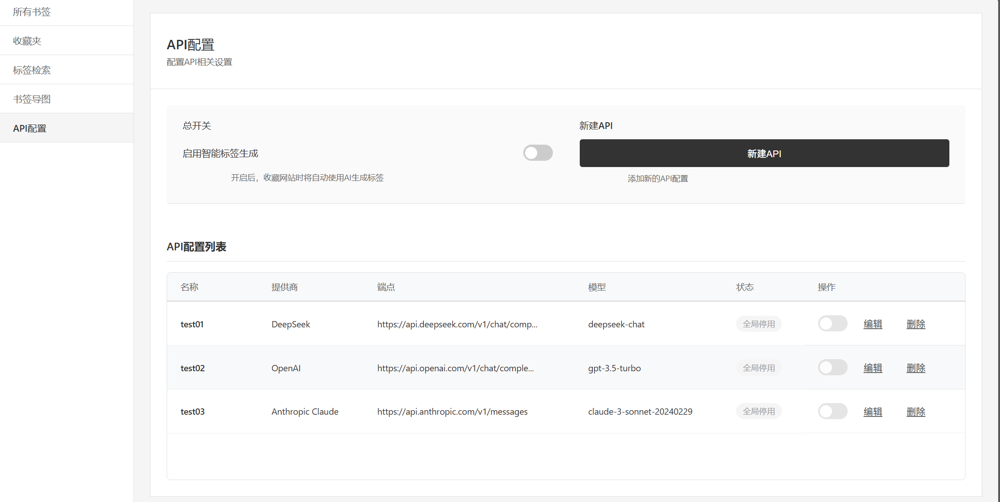 所有书签
收藏夹
标签检索
书签导图
API配置
API配置
配置API相关设置
总开关
启用智能标签生成
开启后，收藏网站时将自动使用AI生成标签
新建API
新建API
添加新的API配置
API配置列表
名称 提供商 端点 模型 状态 操作
test01 DeepSeek https://api.deepseek.com/v1/chat/comp... deepseek-chat 全局停用 编辑 删除
test02 OpenAI https://api.openai.com/v1/chat/comple... gpt-3.5-turbo 全局停用 编辑 删除
test03 Anthropic Claude https://api.anthropic.com/v1/messages claude-3-sonnet-20240229 全局停用 编辑 删除